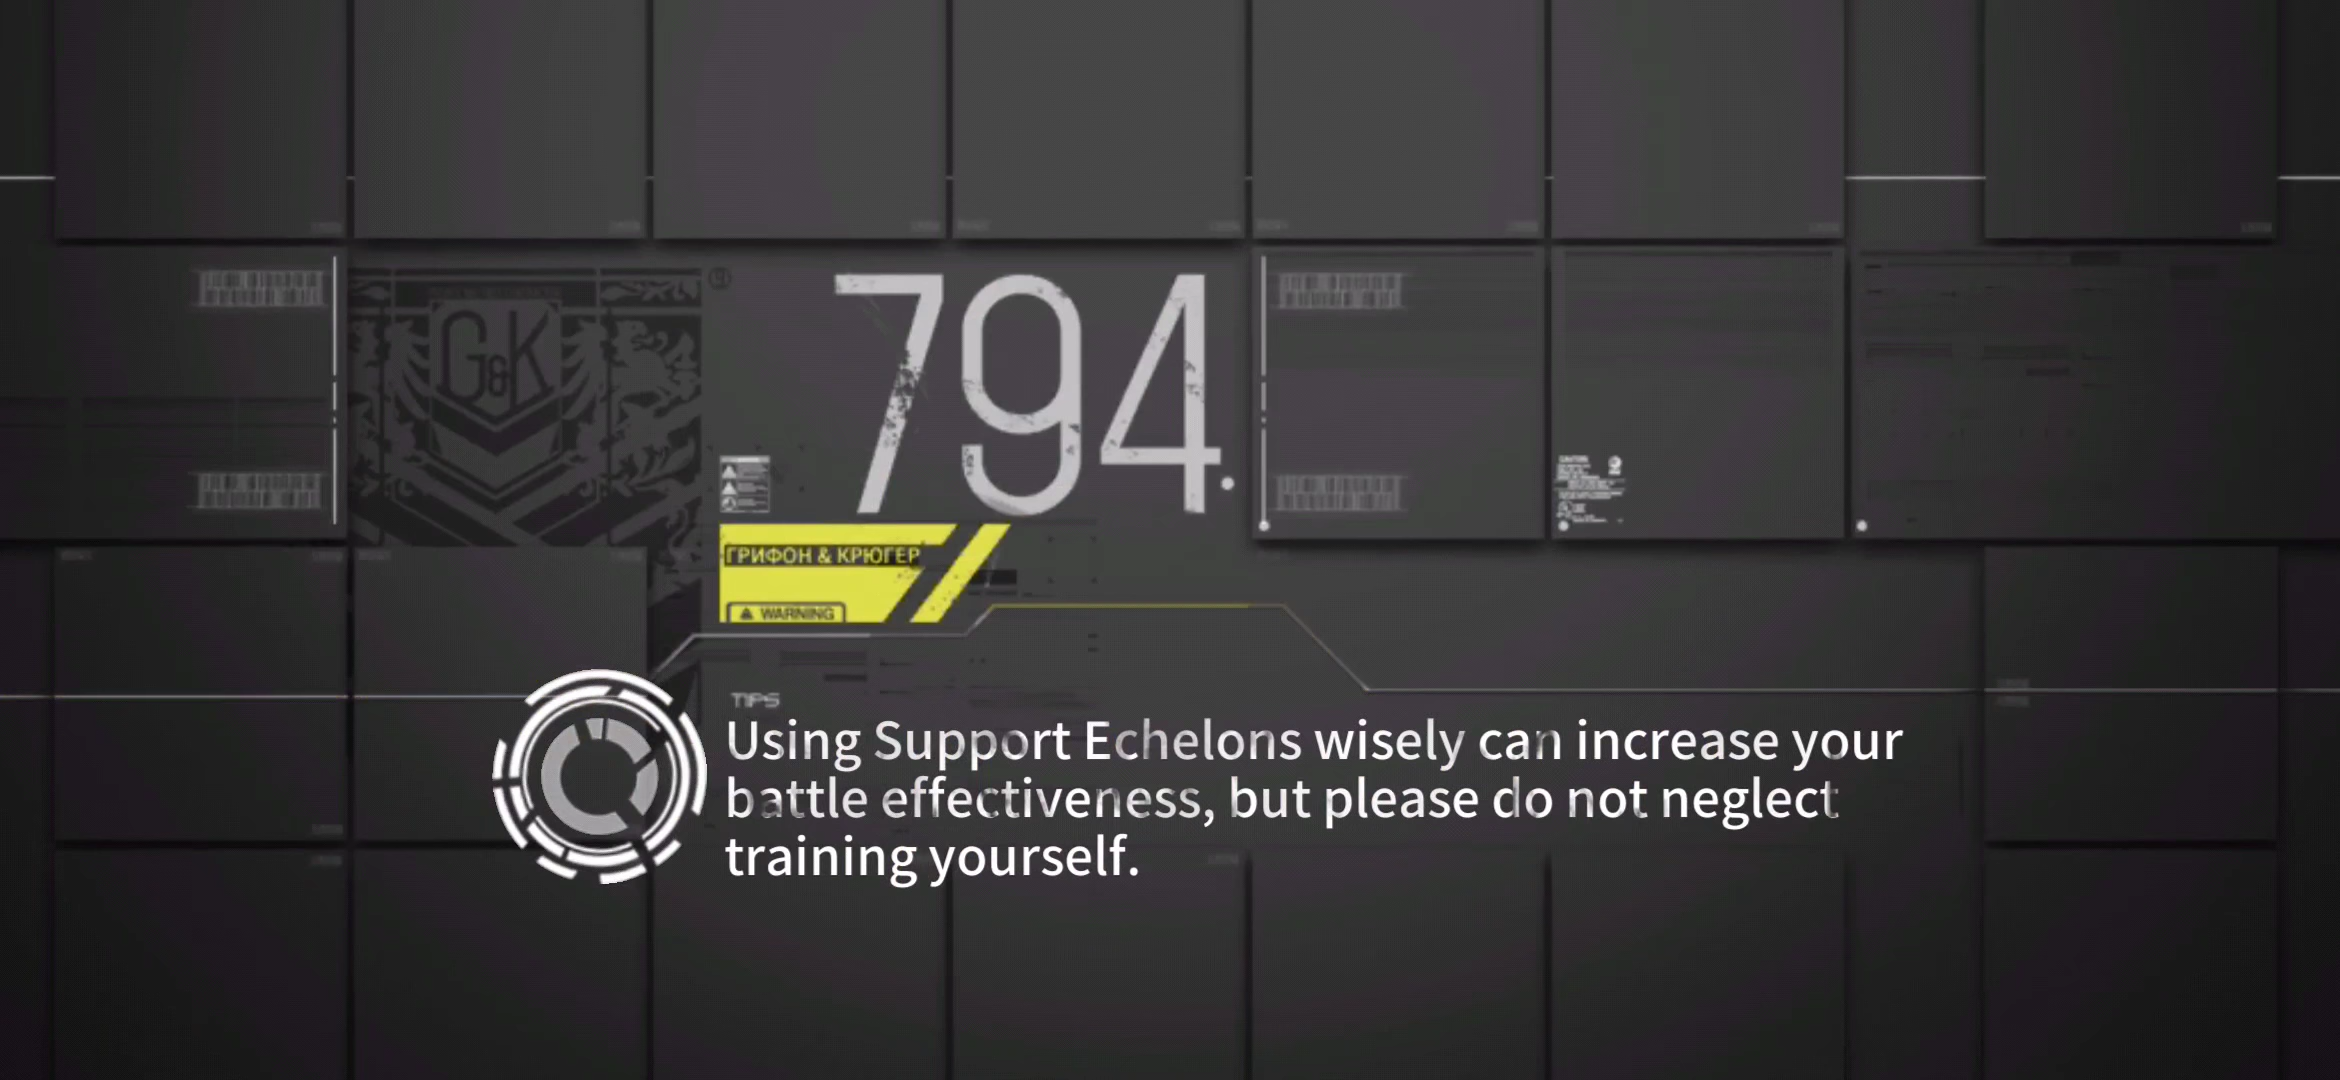 G&K
794.
ГРИФОН & КРЮГЕР
WARNING
TIPS
Using Support Echelons wisely can increase your
battle effectiveness, but please do not neglect
training yourself.